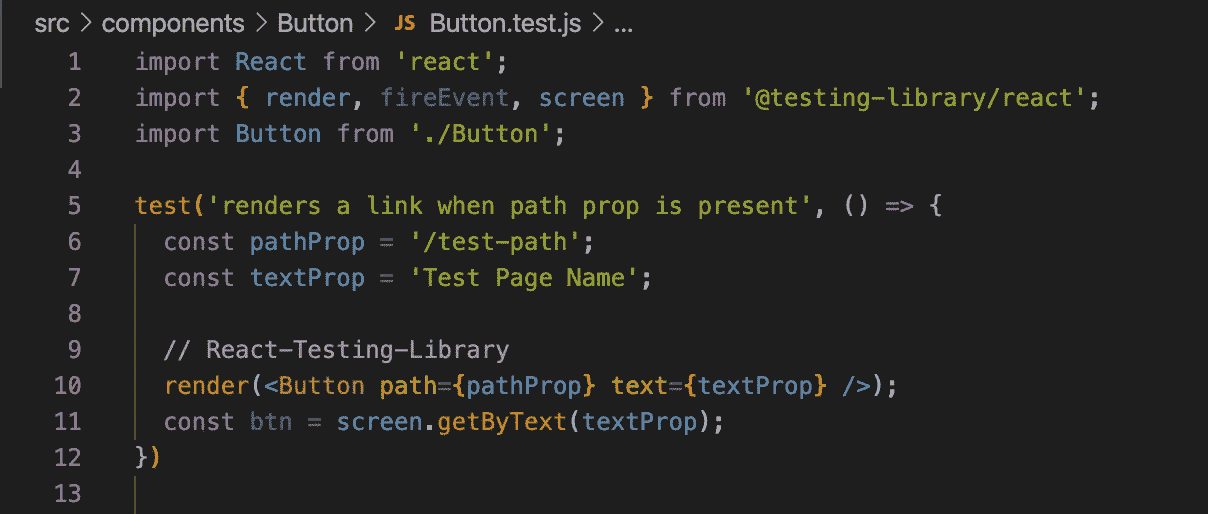 src > components > Button > JS Button.test.js > ...
1 import React from 'react';
2 import { render, fireEvent, screen } from '@testing-library/react';
3 import Button from './Button';
4
5 test('renders a link when path prop is present', () => {
6 const pathProp = '/test-path';
7 const textProp = 'Test Page Name';
8
9 // React-Testing-Library
10 render(<Button path={pathProp} text={textProp} />);
11 const btn = screen.getByText(textProp);
12 })
13